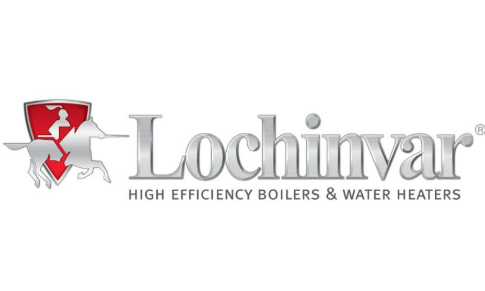 Lochinvar®
HIGH EFFICIENCY BOILERS & WATER HEATERS